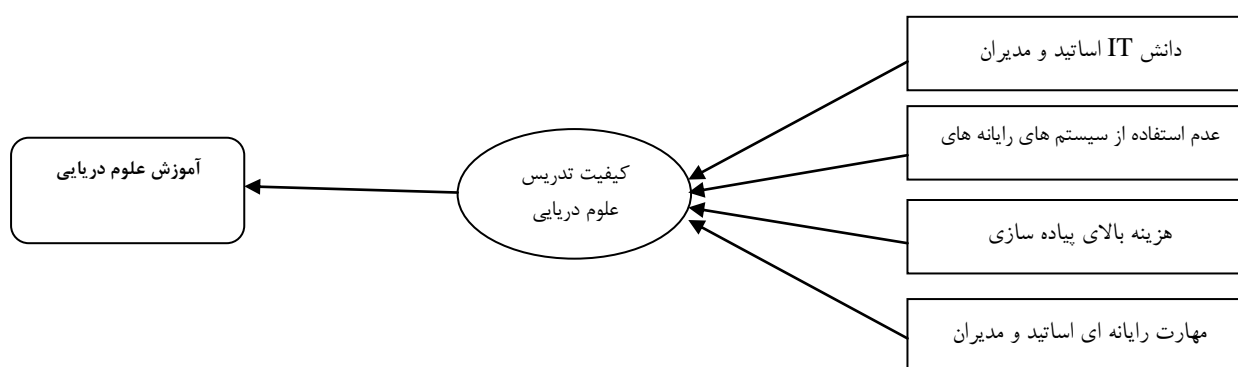 دانش IT اساتید و مدیران
عدم استفاده از سیستم های رایانه های
هزینه بالای پیاده سازی
مهارت رایانه ای اساتید و مدیران
کیفیت تدریس
علوم دریایی
آموزش علوم دریایی